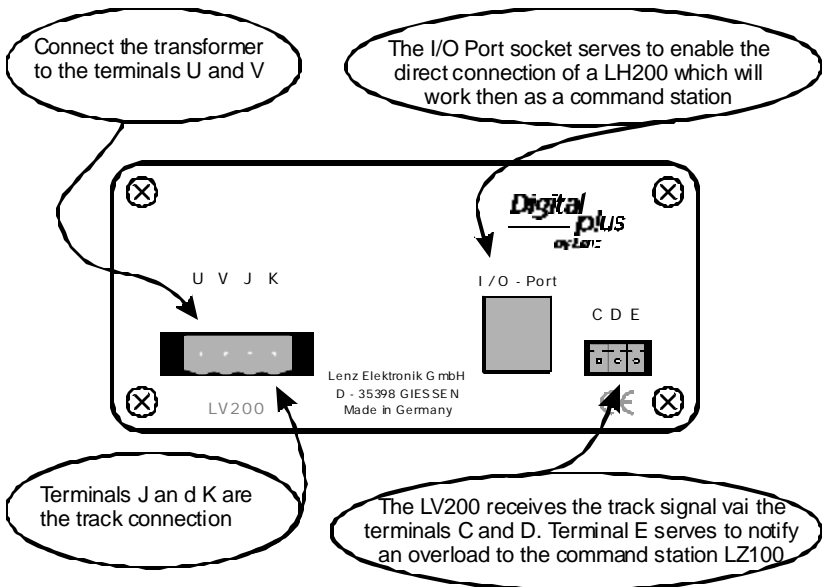 Connect the transformer
to the terminals U and V
The I/O Port socket serves to enable the
direct connection of a LH200 which will
work then as a command station
Digital
plus
by Lenz
U V J K
I/O - Port
C D E
Lenz Elektronik GmbH
D - 35398 GIESSEN
Made in Germany
LV200
CE
Terminals J an d K are
the track connection
The LV200 receives the track signal vai the
terminals C and D. Terminal E serves to notify
an overload to the command station LZ100